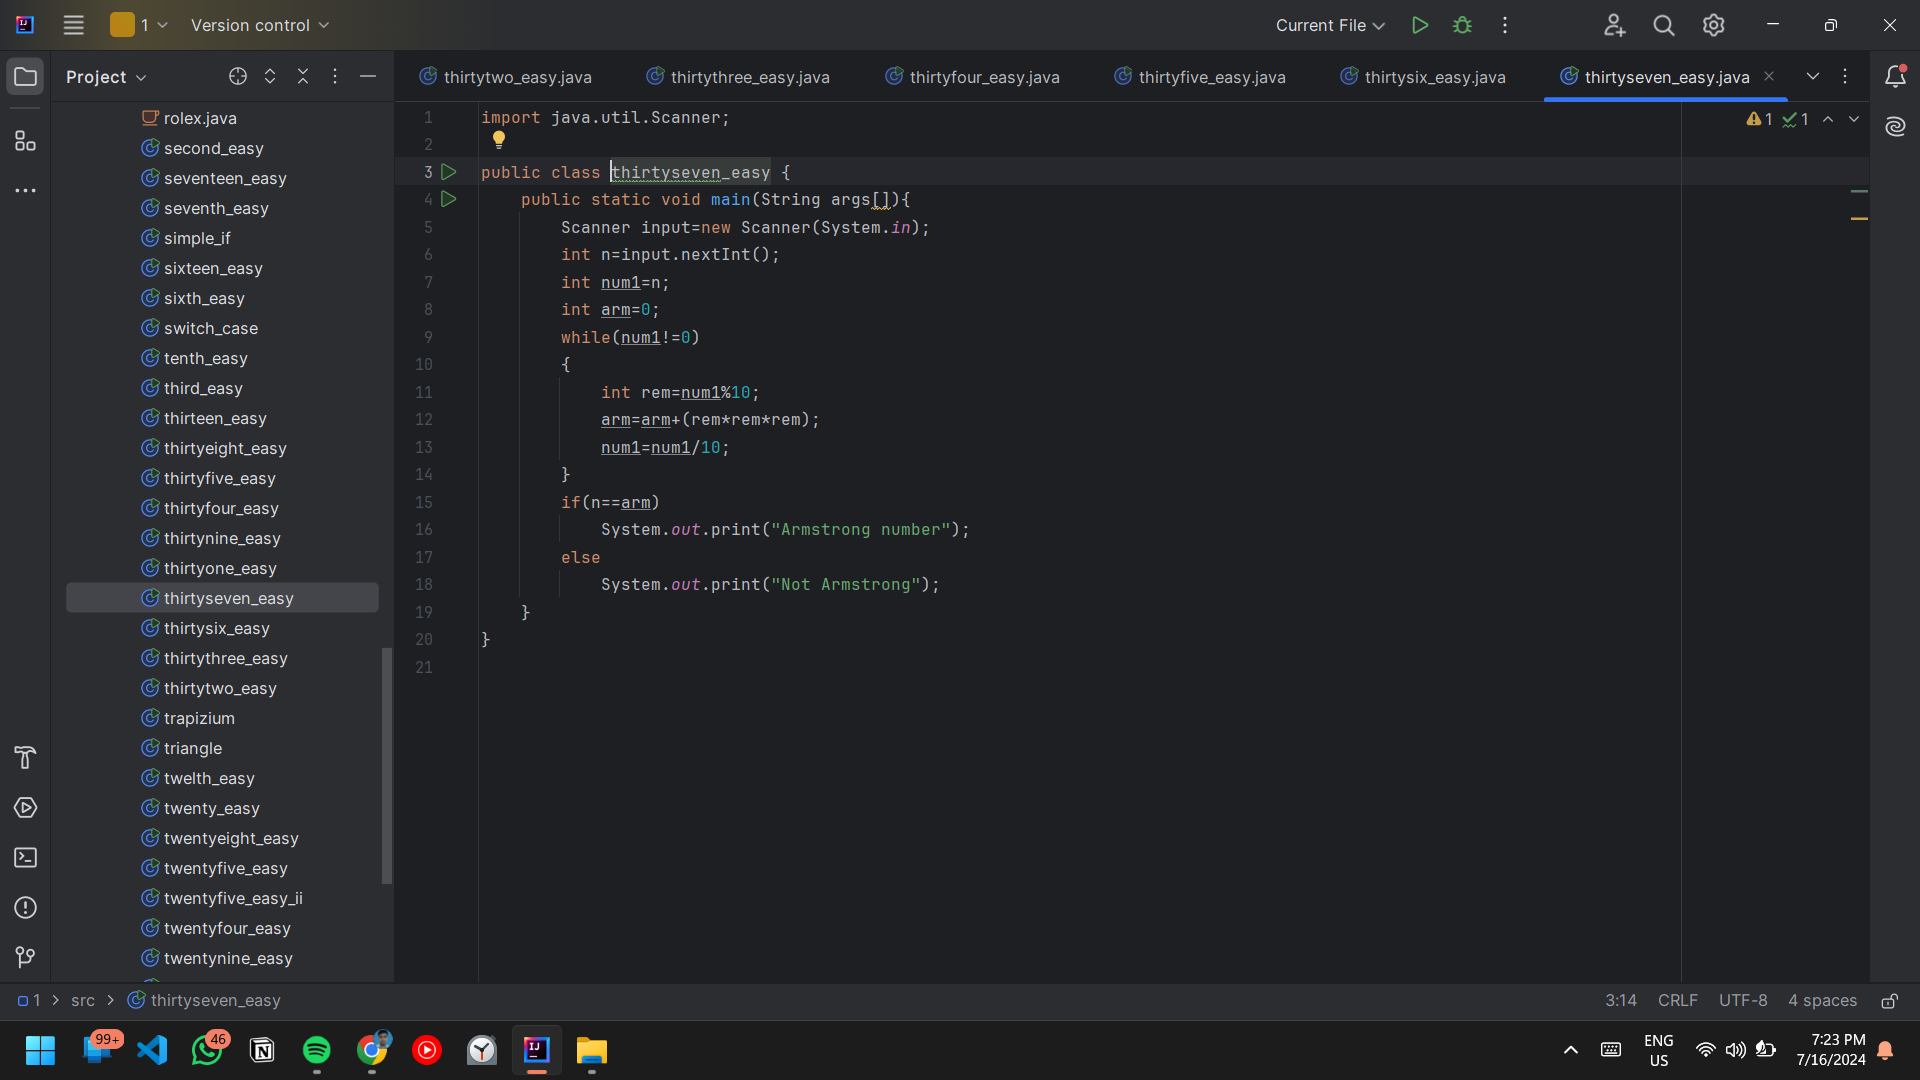 1
Version control
Current File
Project
thirtytwo_easy.java
thirtythree_easy.java
thirtyfour_easy.java
thirtyfive_easy.java
thirtysix_easy.java
thirtyseven_easy.java
rolex.java
second_easy
seventeen_easy
seventh_easy
simple_if
sixteen_easy
sixth_easy
switch_case
tenth_easy
third_easy
thirteen_easy
thirtyeight_easy
thirtyfive_easy
thirtyfour_easy
thirtynine_easy
thirtyone_easy
thirtyseven_easy
thirtysix_easy
thirtythree_easy
thirtytwo_easy
trapizium
triangle
twelth_easy
twenty_easy
twentyeight_easy
twentyfive_easy
twentyfive_easy_ii
twentyfour_easy
twentynine_easy
1 import java.util.Scanner;
2
3 public class thirtyseven_easy {
4 public static void main(String args[]){
5 Scanner input=new Scanner(System.in);
6 int n=input.nextInt();
7 int num1=n;
8 int arm=0;
9 while(num1!=0)
10 {
11 int rem=num1%10;
12 arm=arm+(rem*rem*rem);
13 num1=num1/10;
14 }
15 if(n==arm)
16 System.out.print("Armstrong number");
17 else
18 System.out.print("Not Armstrong");
19 }
20 }
21
1 1
1 > src > thirtyseven_easy
3:14 CRLF UTF-8 4 spaces
99+
46
IJ
ENG
US
7:23 PM
7/16/2024